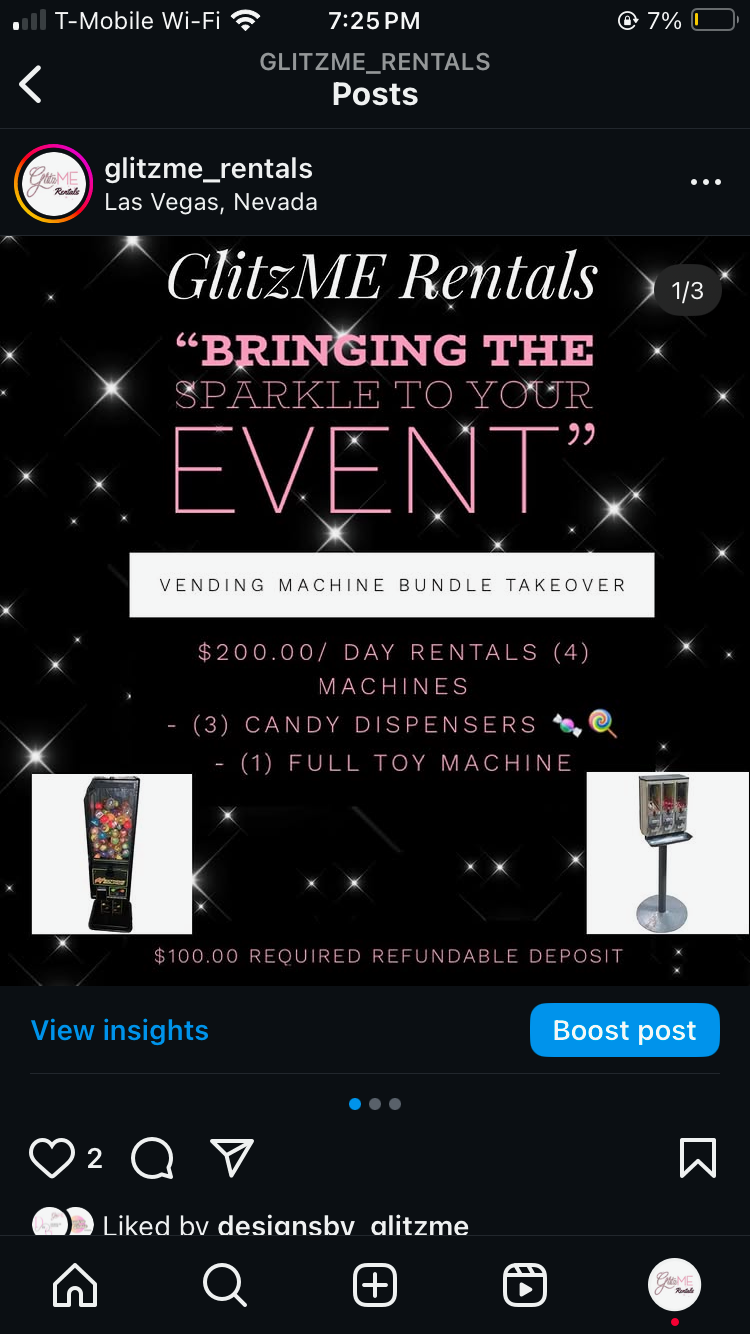 T-Mobile Wi-Fi 7:25 PM 7%
GLITZME_RENTALS
Posts
glitzme_rentals
Las Vegas, Nevada
GlitzME Rentals
1/3
“BRINGING THE
SPARKLE TO YOUR
EVENT”
VENDING MACHINE BUNDLE TAKEOVER
$200.00/ DAY RENTALS (4)
MACHINES
- (3) CANDY DISPENSERS 🍬🍭
- (1) FULL TOY MACHINE
$100.00 REQUIRED REFUNDABLE DEPOSIT
View insights
Boost post
2
Liked by designsby_glitzme